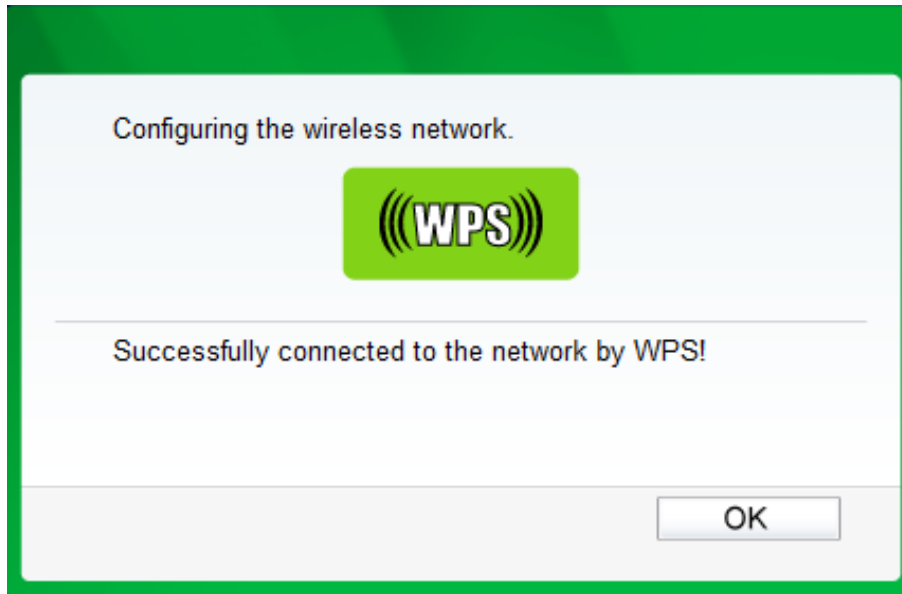 Configuring the wireless network.
WPS
Successfully connected to the network by WPS!
OK